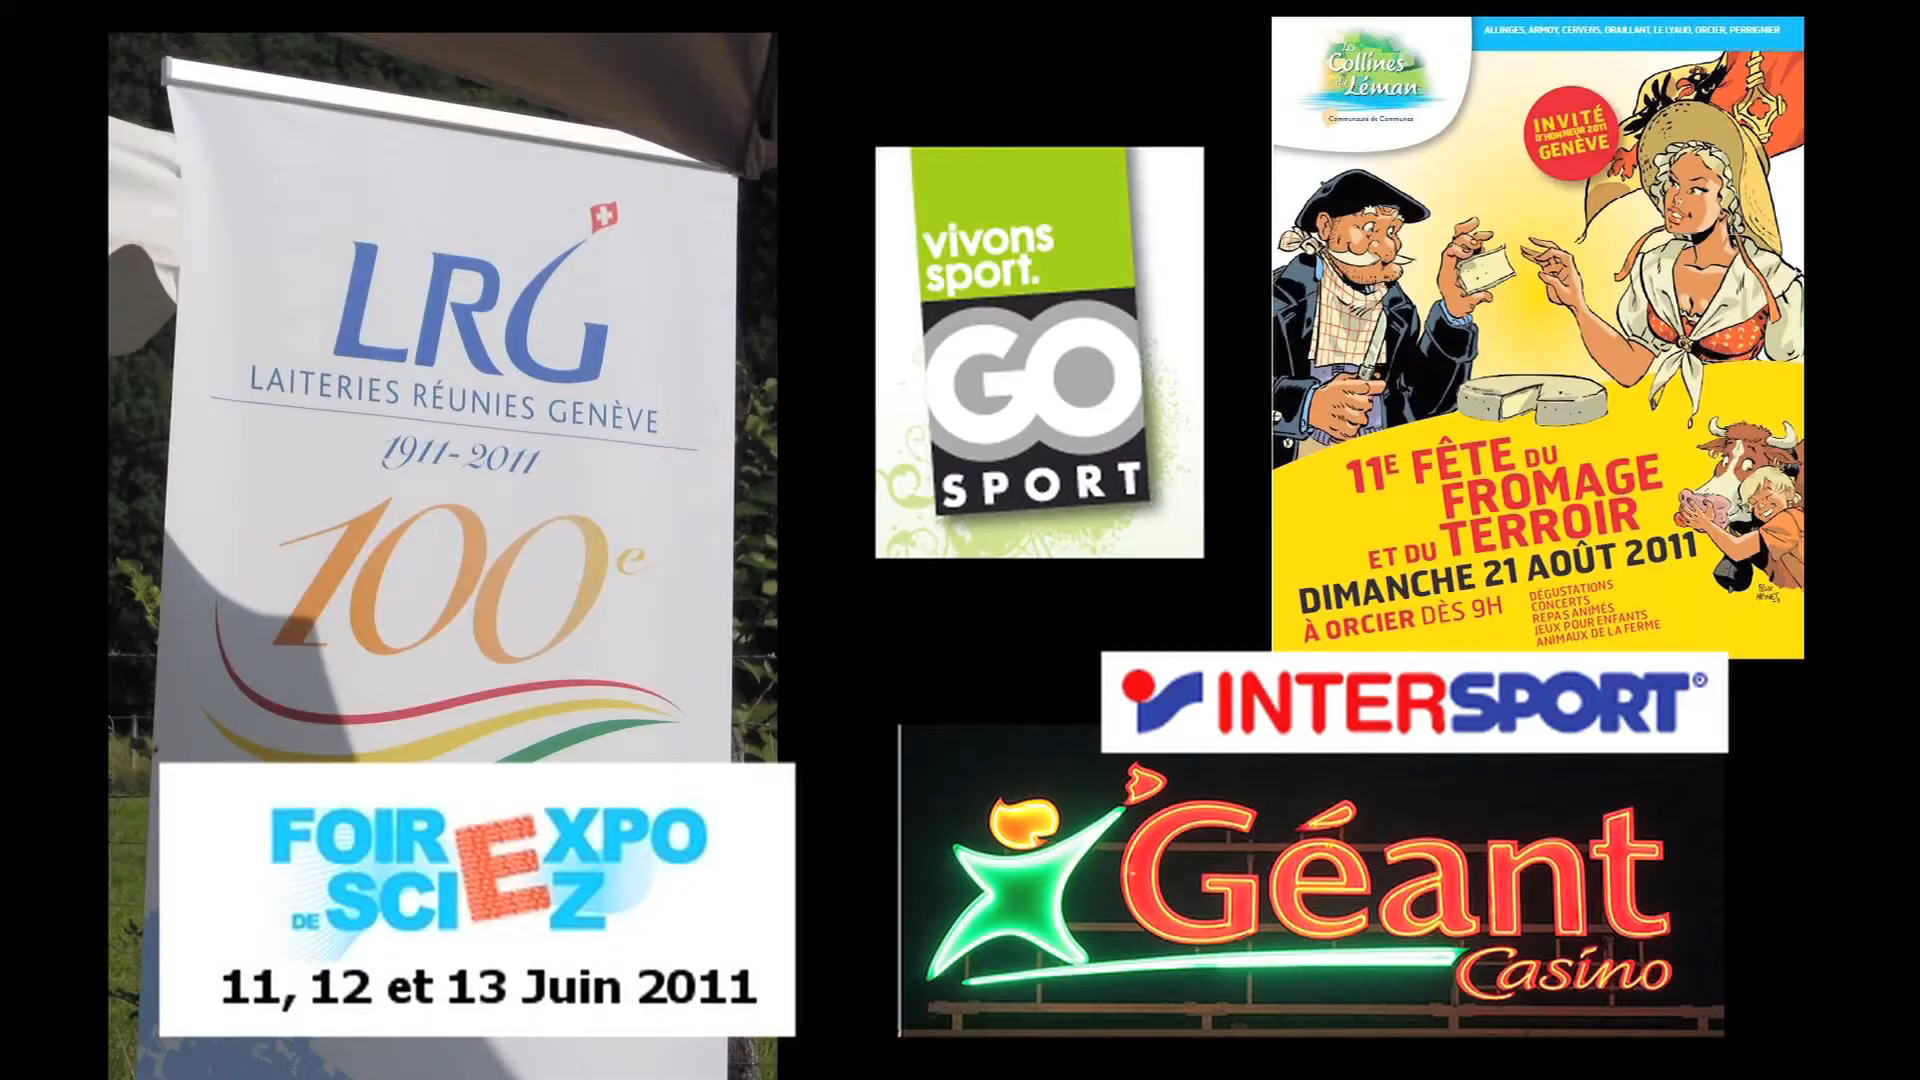 LRG
LAITERIES RÉUNIES GENÈVE
1911-2011
100e
FOIR EXPO
DE SCIEZ
11, 12 et 13 Juin 2011
vivons
sport.
GO
SPORT
Les
Collines
du Léman
Communauté de Communes
ALLINGES, ARMOY, CERVENS, DRAILLANT, LE LYAUD, ORCIER, PERRIGNIER
INVITÉ
D'HONNEUR 2011
GENÈVE
11E FÊTE DU
FROMAGE
ET DU TERROIR
DIMANCHE 21 AOÛT 2011
À ORCIER DÈS 9H
DÉGUSTATIONS
CONCERTS
REPAS ANIMÉS
JEUX POUR ENFANTS
ANIMAUX DE LA FERME
INTERSPORT®
Géant
Casino